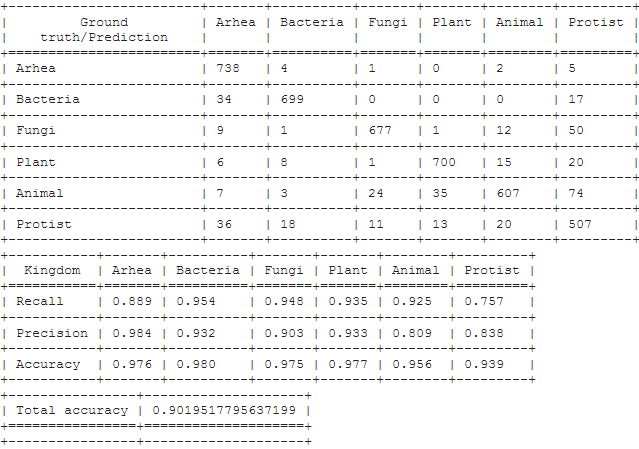 Ground truth/Prediction | Arhea | Bacteria | Fungi | Plant | Animal | Protist
Arhea | 738 | 4 | 1 | 0 | 2 | 5
Bacteria | 34 | 699 | 0 | 0 | 0 | 17
Fungi | 9 | 1 | 677 | 1 | 12 | 50
Plant | 6 | 8 | 1 | 700 | 15 | 20
Animal | 7 | 3 | 24 | 35 | 607 | 74
Protist | 36 | 18 | 11 | 13 | 20 | 507
Kingdom | Arhea | Bacteria | Fungi | Plant | Animal | Protist
Recall | 0.889 | 0.954 | 0.948 | 0.935 | 0.925 | 0.757
Precision | 0.984 | 0.932 | 0.903 | 0.933 | 0.809 | 0.838
Accuracy | 0.976 | 0.980 | 0.975 | 0.977 | 0.956 | 0.939
Total accuracy | 0.9019517795637199